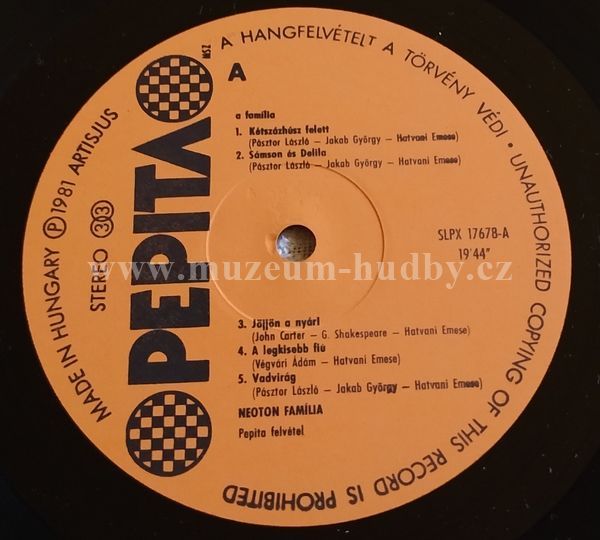 A HANGFELVÉTELT A TÖRVÉNY VÉDI • UNAUTHORIZED COPYING OF THIS RECORD IS PROHIBITED
MADE IN HUNGARY Ⓟ 1981 ARTISJUS
STEREO 33
PEPITA
MSZ
A
a família
1. Kétszázhúsz felett
(Pásztor László – Jakab György – Hatvani Emese)
2. Sámson és Delila
(Pásztor László – Jakab György – Hatvani Emese)
SLPX 17678-A
19'44"
www.muzeum-hudby.cz
3. Jöjjön a nyár!
(John Carter – G. Shakespeare – Hatvani Emese)
4. A legkisebb fiú
(Végvári Ádám – Hatvani Emese)
5. Vadvirág
(Pásztor László – Jakab György – Hatvani Emese)
NEOTON FAMÍLIA
Pepita felvétel